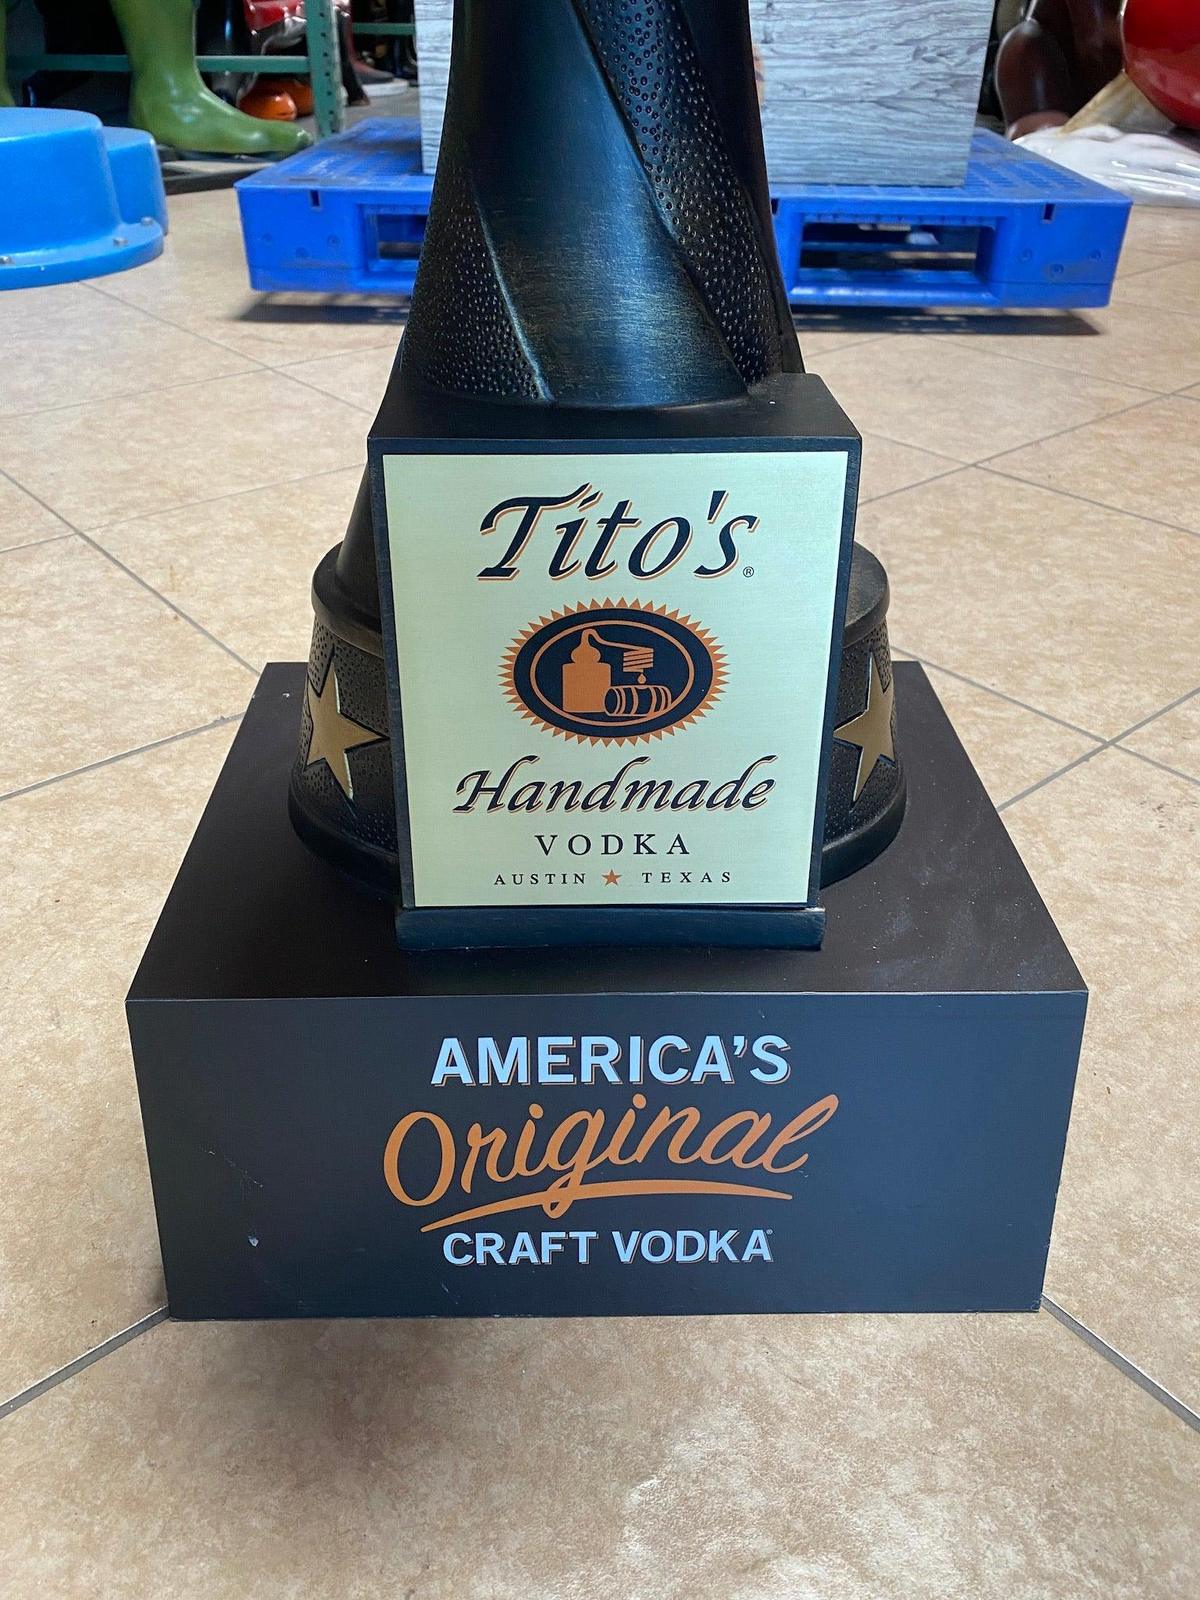 Tito's®
Handmade
VODKA
AUSTIN ★ TEXAS
AMERICA'S
Original
CRAFT VODKA®